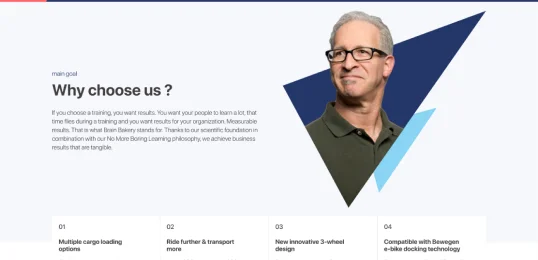 main goal
Why choose us ?
If you choose a training, you want results. You want your people to learn a lot, that
time flies during a training and you want results for your organization. Measurable
results. That is what Brain Bakery stands for. Thanks to our scientific foundation in
combination with our No More Boring Learning philosophy, we achieve business
results that are tangible.
01
Multiple cargo loading
options
02
Ride further & transport
more
03
New innovative 3-wheel
design
04
Compatible with Bewegen
e-bike docking technology